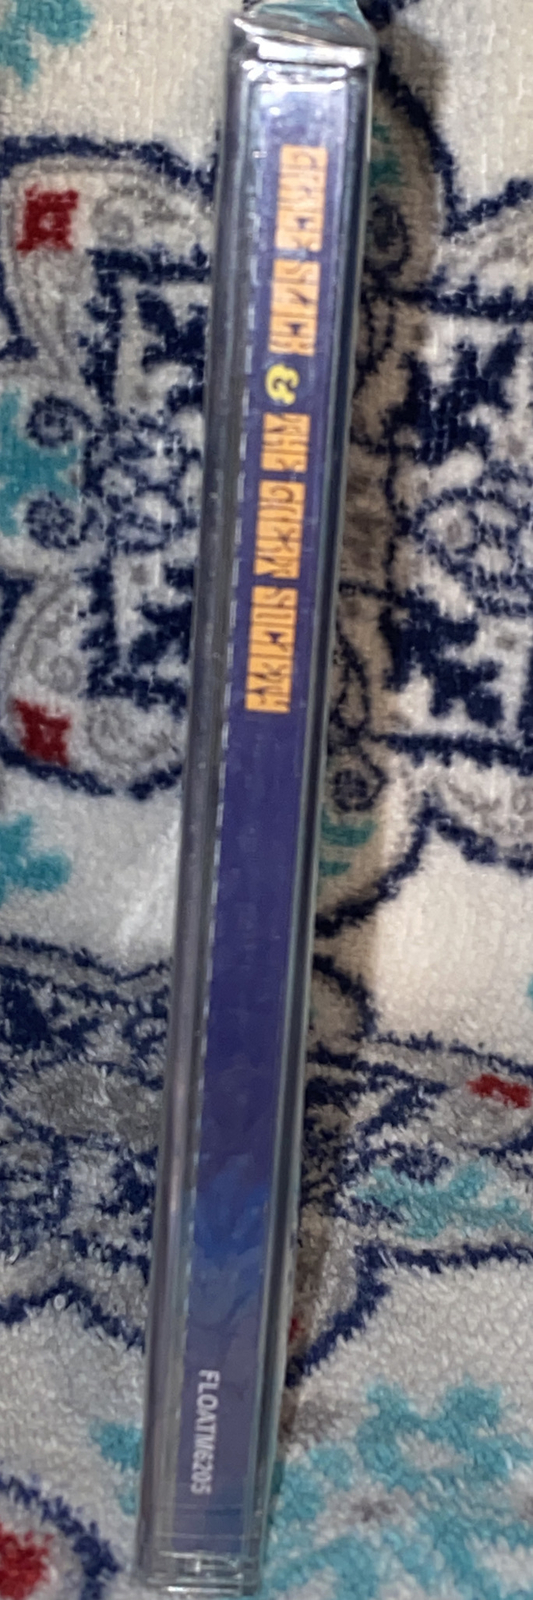 GRACE SLICK & THE GREAT SOCIETY
FLOATM6205